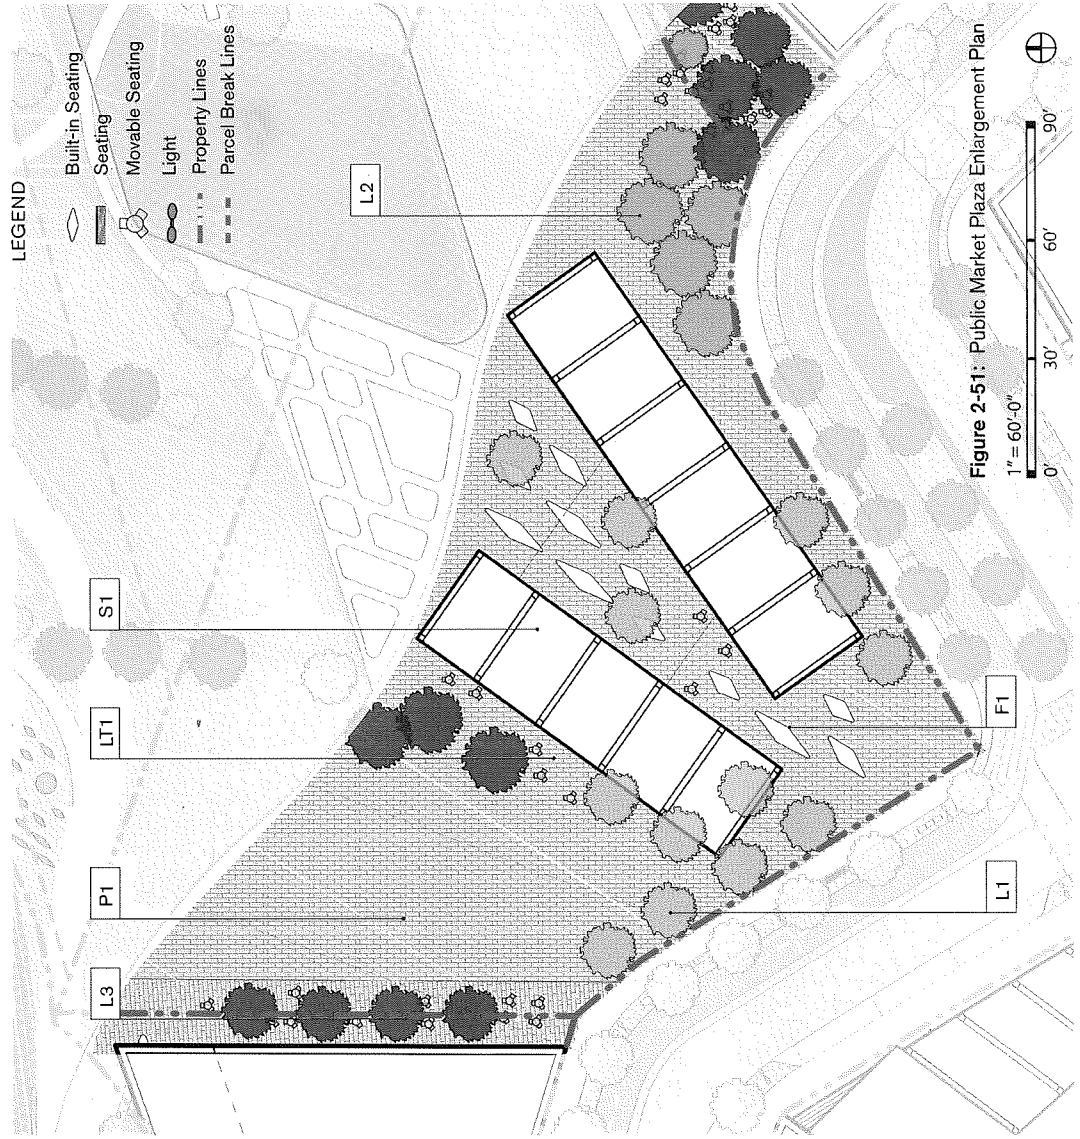 LEGEND
Built-in Seating
Seating
Movable Seating
Light
Property Lines
Parcel Break Lines
L3
P1
LT1
S1
L2
L1
F1
Figure 2-51: Public Market Plaza Enlargement Plan
1" = 60'-0"
0' 30' 60' 90'